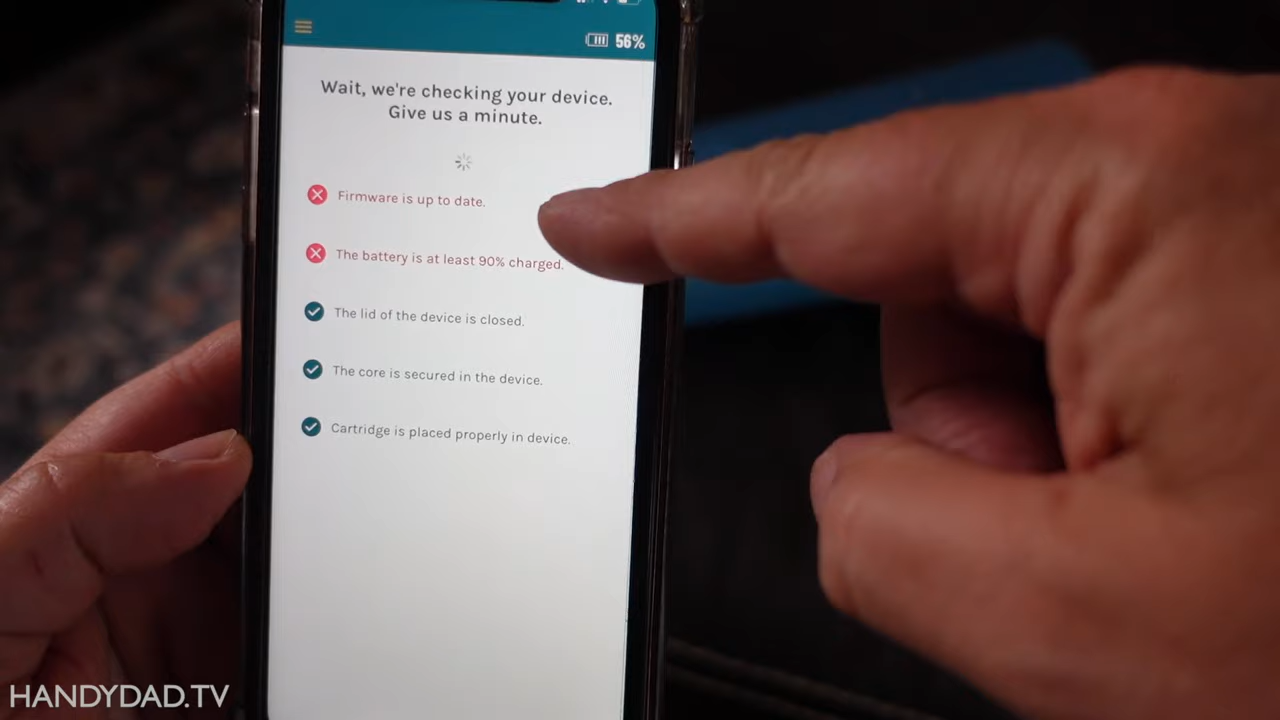 56%
Wait, we're checking your device.
Give us a minute.
Firmware is up to date.
The battery is at least 90% charged.
The lid of the device is closed.
The core is secured in the device.
Cartridge is placed properly in device.
HANDYDAD.TV